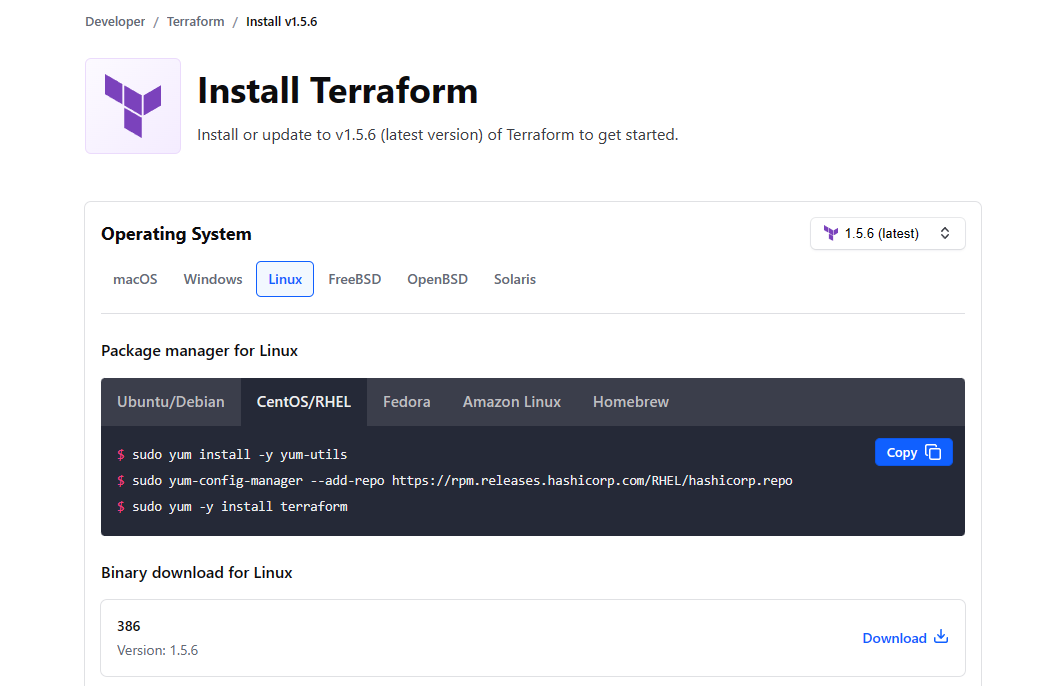 Developer / Terraform / Install v1.5.6
Install Terraform
Install or update to v1.5.6 (latest version) of Terraform to get started.
Operating System
1.5.6 (latest)
macOS Windows Linux FreeBSD OpenBSD Solaris
Package manager for Linux
Ubuntu/Debian CentOS/RHEL Fedora Amazon Linux Homebrew
Copy
$ sudo yum install -y yum-utils
$ sudo yum-config-manager --add-repo https://rpm.releases.hashicorp.com/RHEL/hashicorp.repo
$ sudo yum -y install terraform
Binary download for Linux
386
Version: 1.5.6
Download